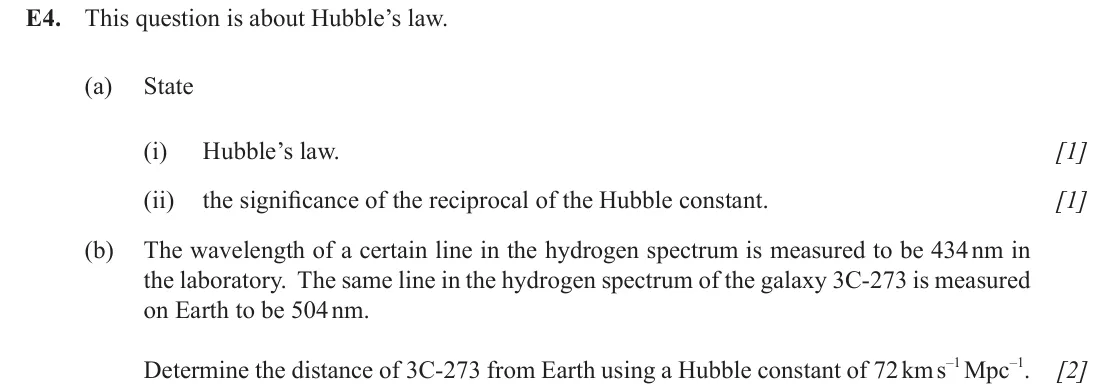 E4. This question is about Hubble’s law.
(a) State
(i) Hubble’s law. [1]
(ii) the significance of the reciprocal of the Hubble constant. [1]
(b) The wavelength of a certain line in the hydrogen spectrum is measured to be 434 nm in
the laboratory. The same line in the hydrogen spectrum of the galaxy 3C-273 is measured
on Earth to be 504 nm.
Determine the distance of 3C-273 from Earth using a Hubble constant of 72 km s⁻¹ Mpc⁻¹. [2]